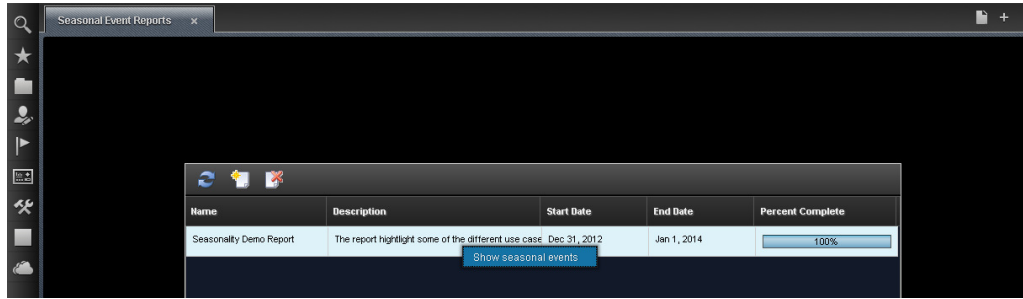 Seasonal Event Reports x
Name Description Start Date End Date Percent Complete
Seasonality Demo Report The report hightlight some of the different use case Dec 31, 2012 Jan 1, 2014 100%
Show seasonal events